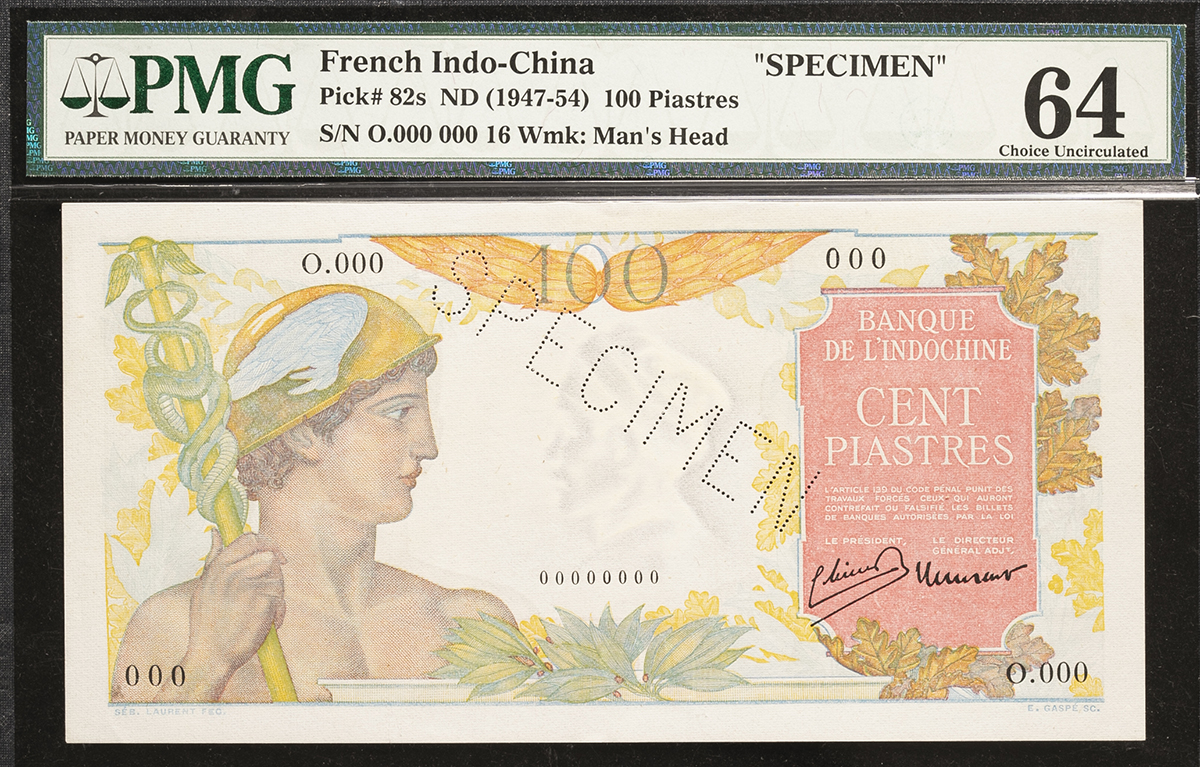 PMG
PAPER MONEY GUARANTY
French Indo-China "SPECIMEN"
Pick# 82s ND (1947-54) 100 Piastres
S/N O.000 000 16 Wmk: Man's Head
64
Choice Uncirculated
O.000
100
000
SPECIMEN
BANQUE
DE L'INDOCHINE
CENT
PIASTRES
L'ARTICLE 139 DU CODE PÉNAL PUNIT DES
TRAVAUX FORCÉS CEUX QUI AURONT
CONTREFAIT OU FALSIFIÉ LES BILLETS
DE BANQUES AUTORISÉES PAR LA LOI
LE PRÉSIDENT, LE DIRECTEUR
GÉNÉRAL ADJT.
00000000
000
O.000
SÉB. LAURENT FEC.
E. GASPÉ SC.